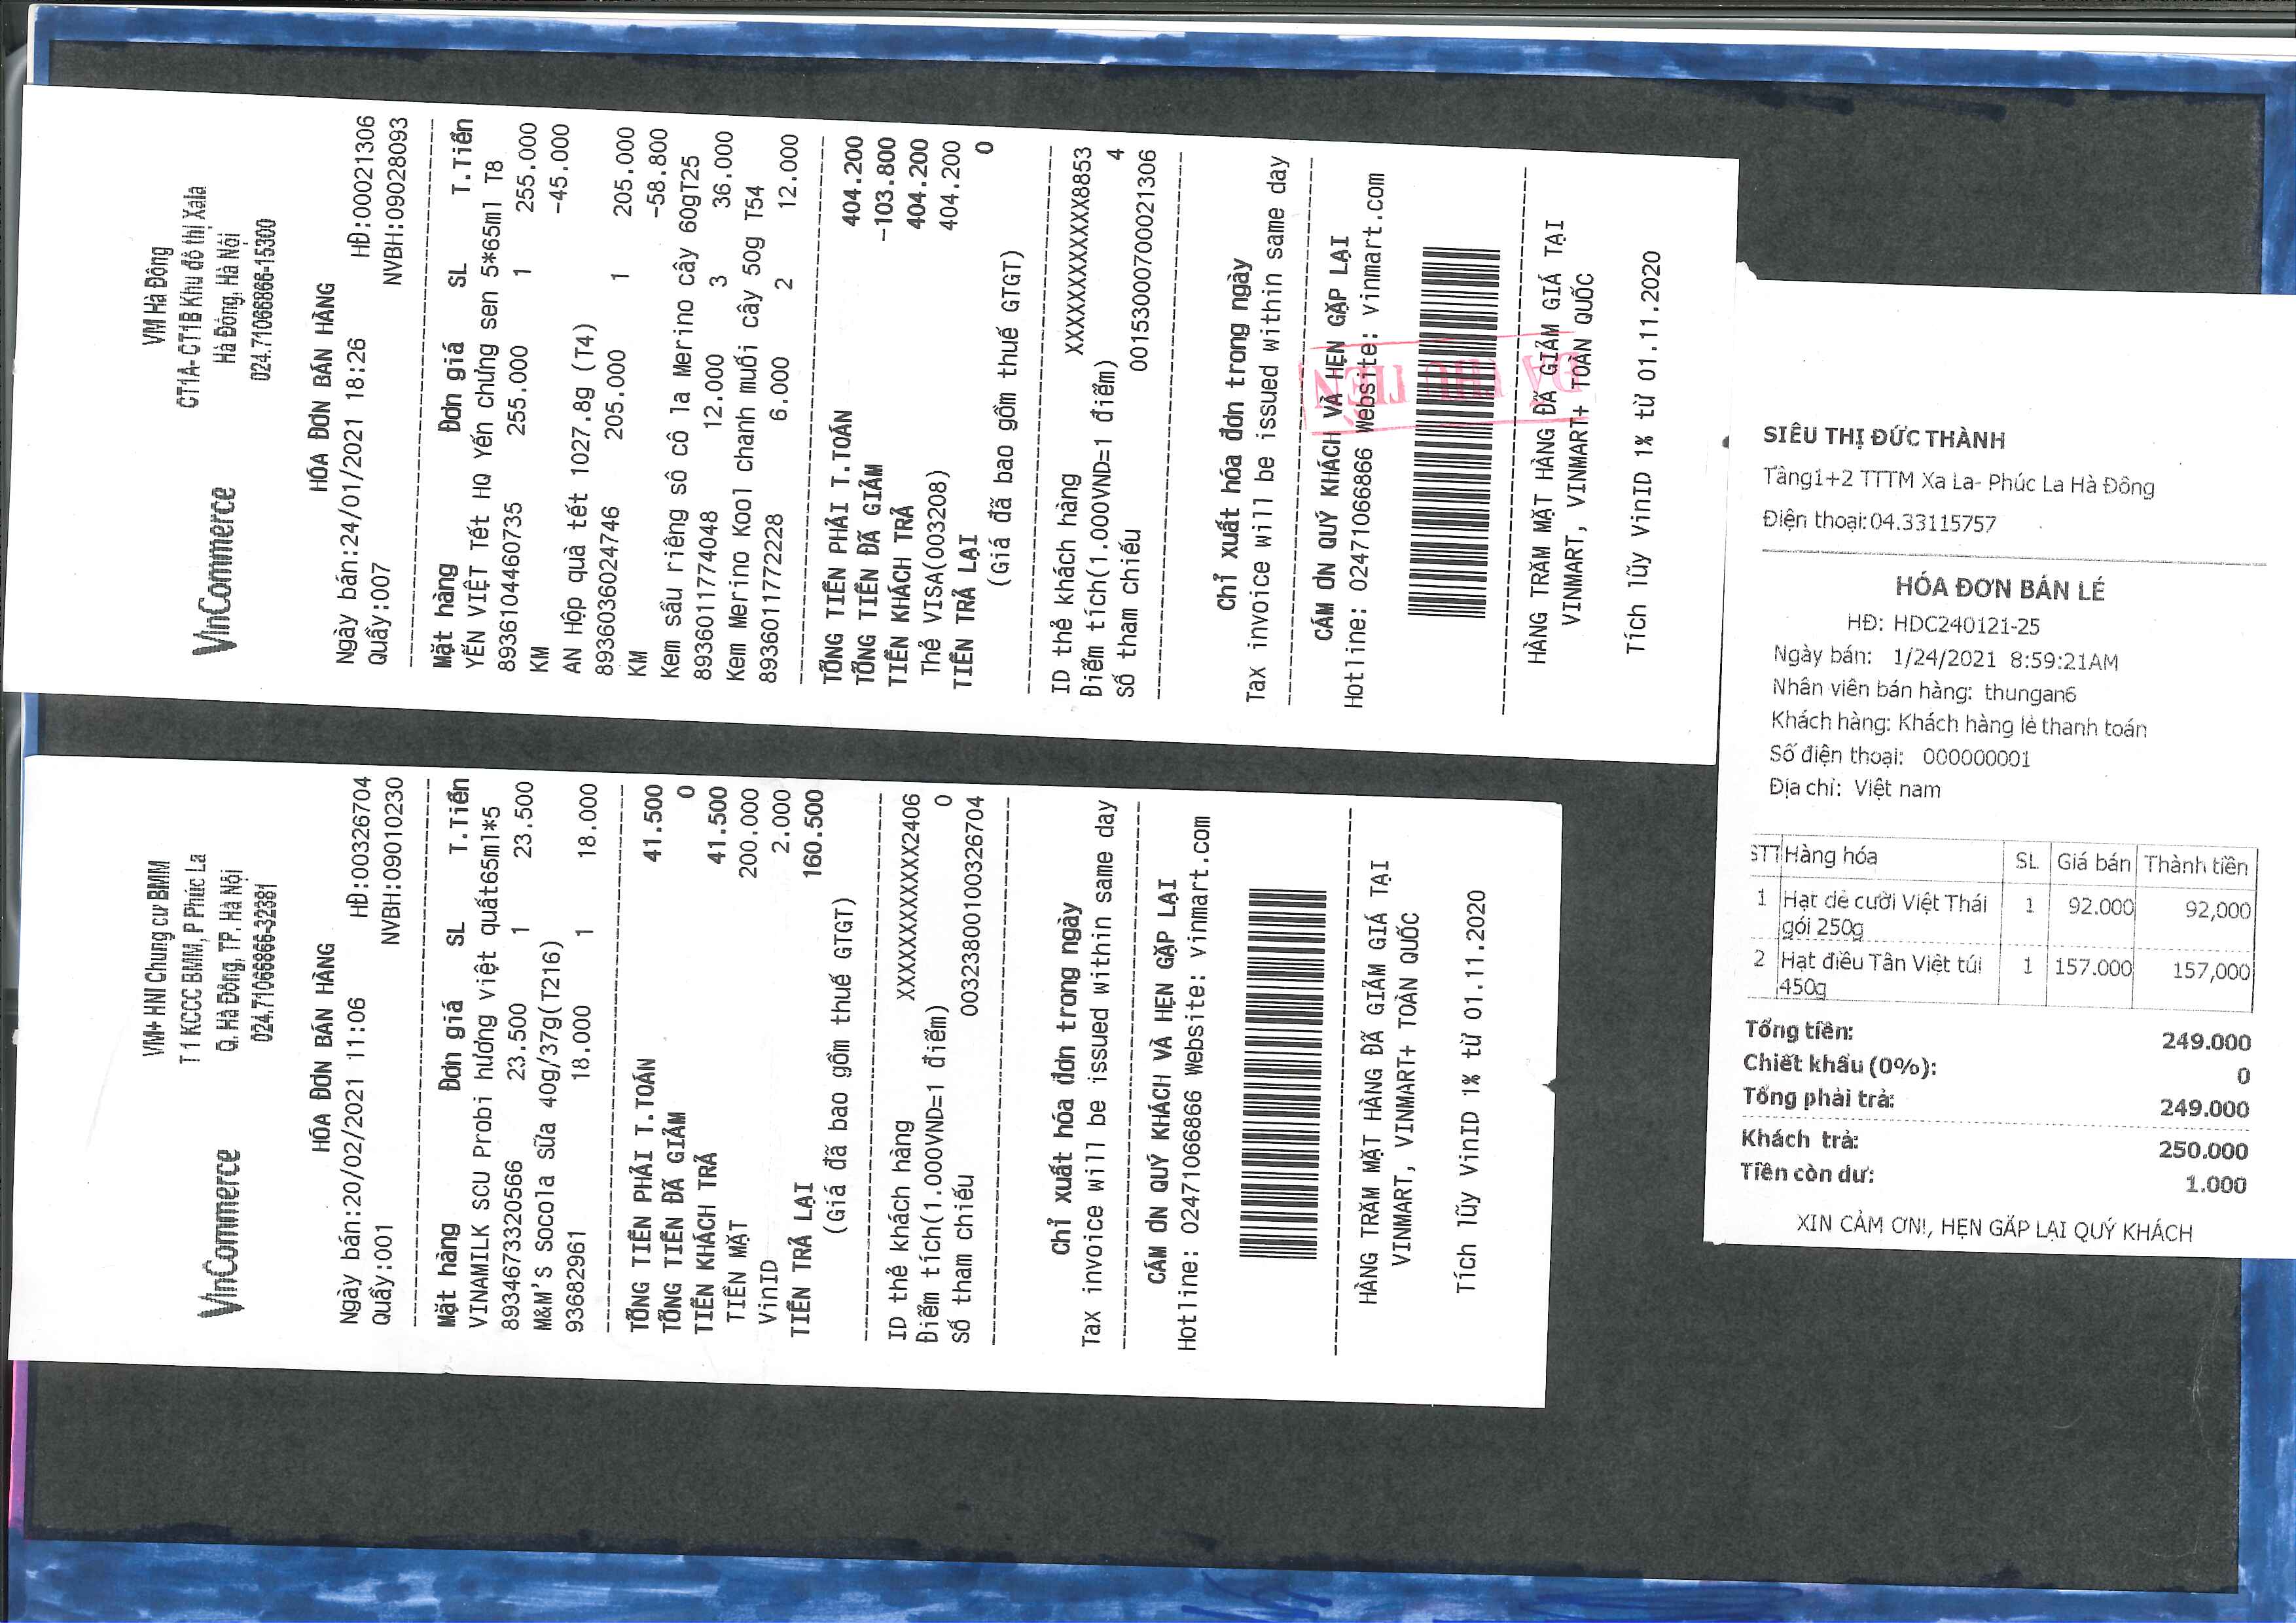 VinCommerce
VM Hà Đông
CT1A-CT1B Khu đô thị Xala
Hà Đông, Hà Nội
024.71066866-15300
HÓA ĐƠN BÁN HÀNG
Ngày bán:24/01/2021 18:26 HĐ:00021306
Quầy:007 NVBH:09028093
Mặt hàng Đơn giá SL T.Tiền
YẾN VIỆT Tết HQ Yến chưng sen 5*65ml T8
8936104460735 255.000 1 255.000
KM -45.000
AN Hộp quà tết 1027.8g (T4)
8936036024746 205.000 1 205.000
KM -58.800
Kem sầu riêng sô cô la Merino cây 60gT25
8936011774048 12.000 3 36.000
Kem Merino Kool chanh muối cây 50g T54
8936011772228 6.000 2 12.000
TỔNG TIỀN PHẢI T.TOÁN 404.200
TỔNG TIỀN ĐÃ GIẢM -103.800
TIỀN KHÁCH TRẢ 404.200
Thẻ VISA(003208) 404.200
TIỀN TRẢ LẠI 0
(Giá đã bao gồm thuế GTGT)
ID thẻ khách hàng XXXXXXXXXXXX8853
Điểm tích(1.000VND=1 điểm) 4
Số tham chiếu 00153000700021306
Chỉ xuất hóa đơn trong ngày
Tax invoice will be issued within same day
CẢM ƠN QUÝ KHÁCH VÀ HẸN GẶP LẠI
Hotline: 02471066866 Website: vinmart.com
ĐÃ THU TIỀN
HÀNG TRĂM MẶT HÀNG ĐÃ GIẢM GIÁ TẠI
VINMART, VINMART+ TOÀN QUỐC
Tích lũy VinID 1% từ 01.11.2020
VinCommerce
VM+ HNI Chung cư BMM
T1 KCCC BMM, P Phúc La
Q. Hà Đông, TP. Hà Nội
024.71066866-32381
HÓA ĐƠN BÁN HÀNG
Ngày bán:20/02/2021 11:06 HĐ:00326704
Quầy:001 NVBH:09010230
Mặt hàng Đơn giá SL T.Tiền
VINAMILK SCU Probi hương việt quất65ml*5
8934673320566 23.500 1 23.500
M&M'S Socola Sữa 40g/37g(T216)
93682961 18.000 1 18.000
TỔNG TIỀN PHẢI T.TOÁN 41.500
TỔNG TIỀN ĐÃ GIẢM 0
TIỀN KHÁCH TRẢ 41.500
TIỀN MẶT 200.000
VinID 2.000
TIỀN TRẢ LẠI 160.500
(Giá đã bao gồm thuế GTGT)
ID thẻ khách hàng XXXXXXXXXXXX2406
Điểm tích(1.000VND=1 điểm) 0
Số tham chiếu 00323800100326704
Chỉ xuất hóa đơn trong ngày
Tax invoice will be issued within same day
CẢM ƠN QUÝ KHÁCH VÀ HẸN GẶP LẠI
Hotline: 02471066866 Website: vinmart.com
HÀNG TRĂM MẶT HÀNG ĐÃ GIẢM GIÁ TẠI
VINMART, VINMART+ TOÀN QUỐC
Tích lũy VinID 1% từ 01.11.2020
SIÊU THỊ ĐỨC THÀNH
Tầng1+2 TTTM Xa La- Phúc La Hà Đông
Điện thoại:04.33115757
HÓA ĐƠN BÁN LẺ
HĐ: HDC240121-25
Ngày bán: 1/24/2021 8:59:21AM
Nhân viên bán hàng: thungan6
Khách hàng: Khách hàng lẻ thanh toán
Số điện thoại: 000000001
Địa chỉ: Việt nam
STT Hàng hóa SL Giá bán Thành tiền
1 Hạt dẻ cười Việt Thái 1 92.000 92,000
gói 250g
2 Hạt điều Tân Việt túi 1 157.000 157,000
450g
Tổng tiền: 249.000
Chiết khấu (0%): 0
Tổng phải trả: 249.000
Khách trả: 250.000
Tiền còn dư: 1.000
XIN CẢM ƠN!, HẸN GẶP LẠI QUÝ KHÁCH